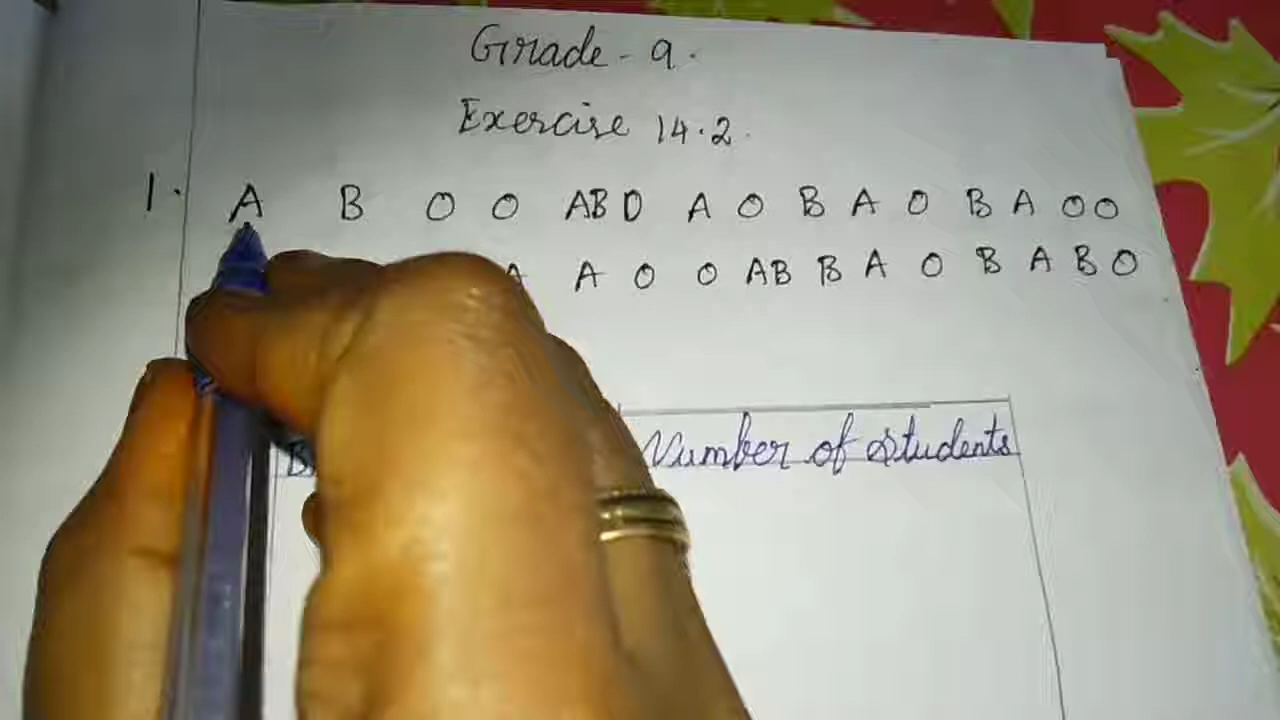 Grade - 9.
Exercise 14.2.
1. A B O O AB O A O B A O B A O O
A A O O AB B A O B A B O
Number of students